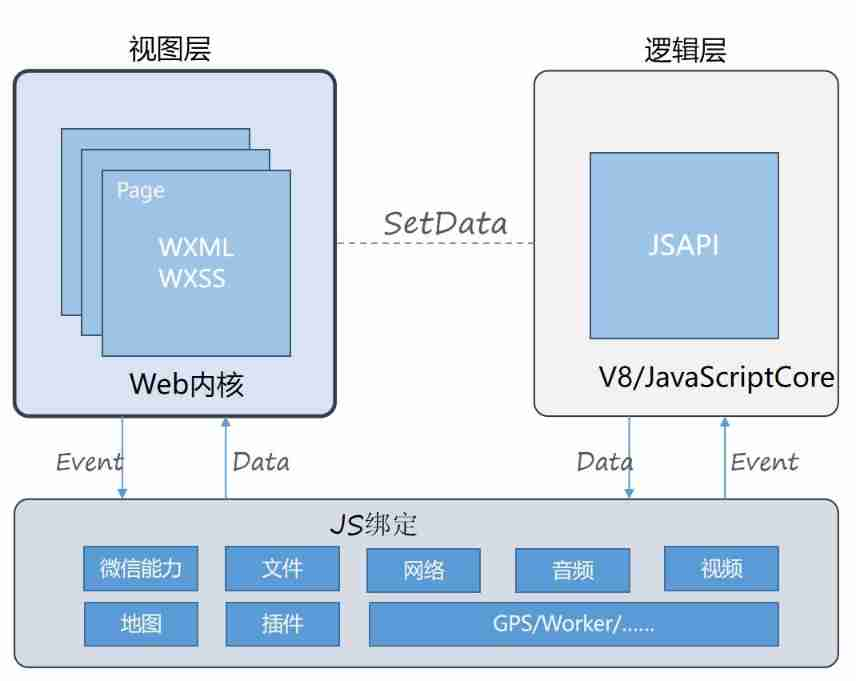 视图层
逻辑层
Page
WXML
WXSS
Web内核
SetData
JSAPI
V8/JavaScriptCore
Event
Data
Data
Event
JS绑定
微信能力
文件
网络
音频
视频
地图
插件
GPS/Worker/......